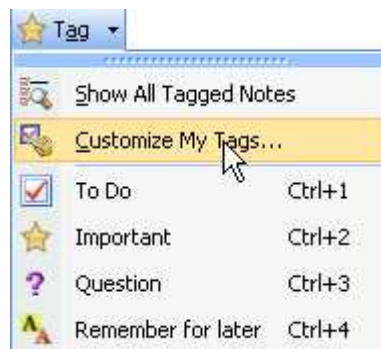 Tag
Show All Tagged Notes
Customize My Tags...
To Do Ctrl+1
Important Ctrl+2
Question Ctrl+3
Remember for later Ctrl+4